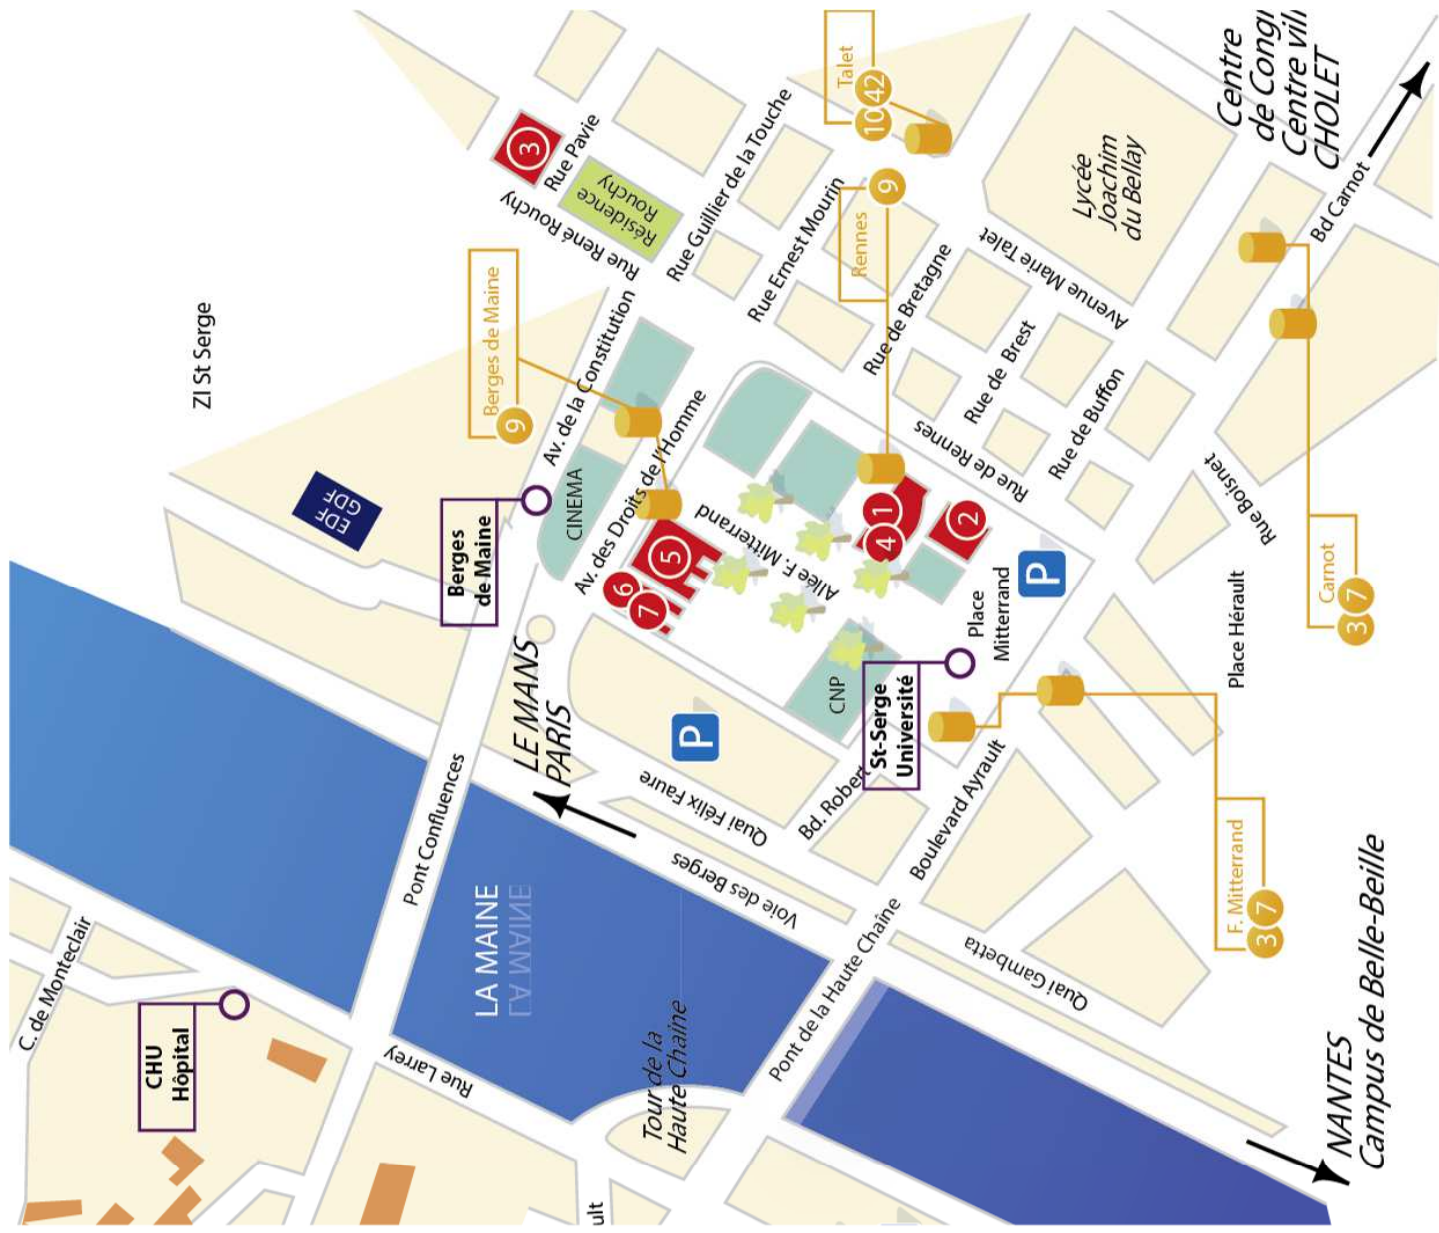 Centre
de Congr
Centre vill
CHOLET
Talet
10
42
3
Rue Pavie
Résidence
Rouchy
Rue René Rouchy
Rue Guillier de la Touche
Rue Ernest Mourin
Rennes
9
Lycée
Joachim
du Bellay
Bd Carnot
Avenue Marie Talet
Rue de Bretagne
Rue de Brest
Rue de Buffon
Rue de Rennes
Rue Boisnet
ZI St Serge
Berges de Maine
9
Av. de la Constitution
Av. des Droits de l'Homme
CINEMA
EDF
GDF
Berges
de Maine
Allée F. Mitterrand
1
4
2
5
6
7
P
Place
Mitterrand
Place Hérault
Carnot
3
7
CNP
St-Serge
Université
LE MANS
PARIS
P
Quai Félix Faure
Bd. Robert
Boulevard Ayrault
Pont Confluences
Voie des Berges
LA MAINE
LA MAINE
F. Mitterrand
3
7
Quai Gambetta
Pont de la Haute Chaîne
C. de Monteclair
CHU
Hôpital
Rue Larrey
Tour de la
Haute Chaine
ult
NANTES
Campus de Belle-Beille